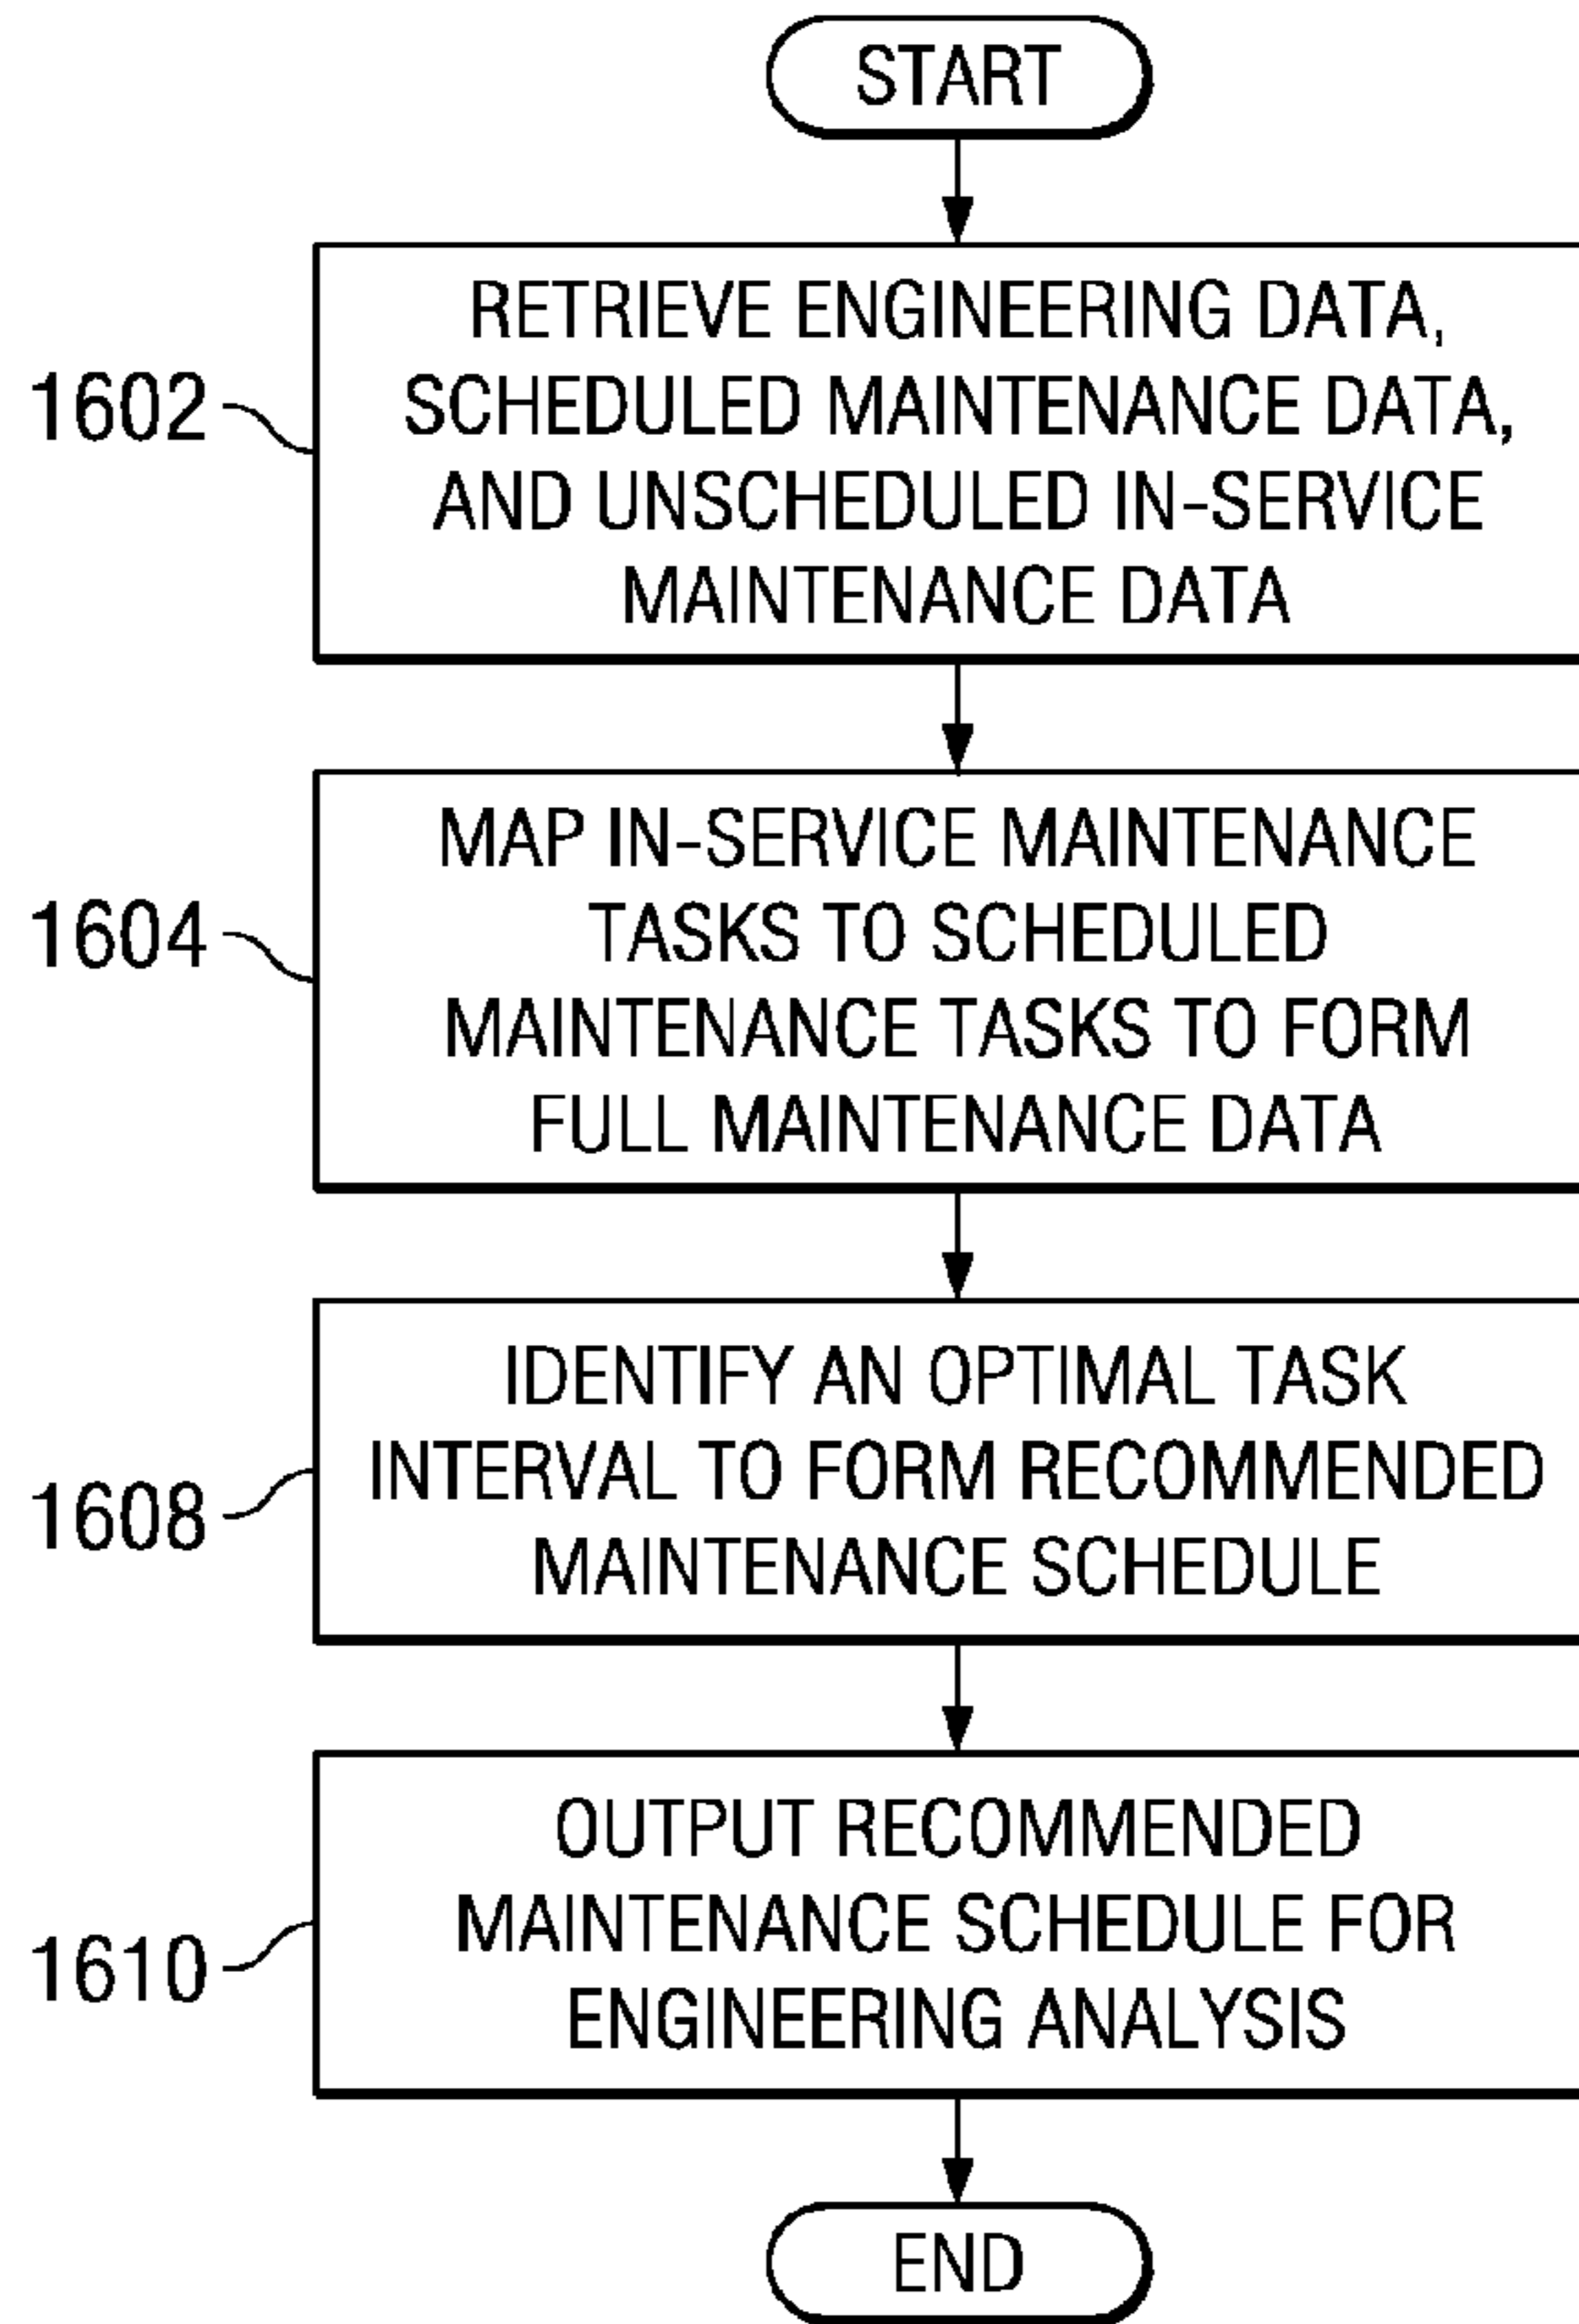 START
1602
RETRIEVE ENGINEERING DATA,
SCHEDULED MAINTENANCE DATA,
AND UNSCHEDULED IN-SERVICE
MAINTENANCE DATA
1604
MAP IN-SERVICE MAINTENANCE
TASKS TO SCHEDULED
MAINTENANCE TASKS TO FORM
FULL MAINTENANCE DATA
1608
IDENTIFY AN OPTIMAL TASK
INTERVAL TO FORM RECOMMENDED
MAINTENANCE SCHEDULE
1610
OUTPUT RECOMMENDED
MAINTENANCE SCHEDULE FOR
ENGINEERING ANALYSIS
END